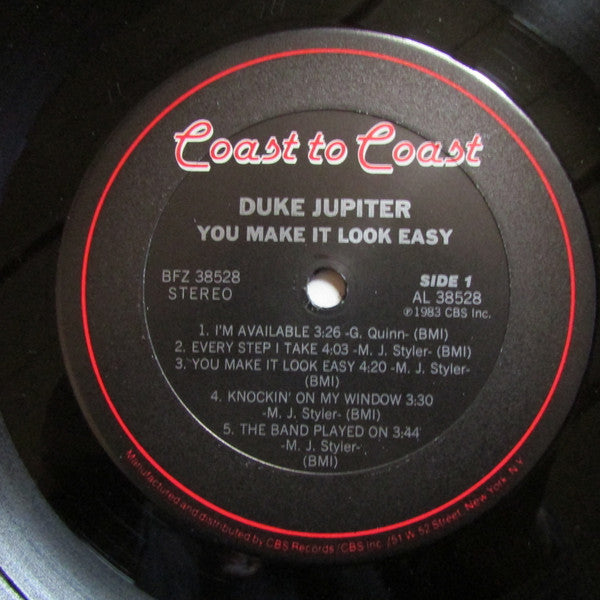 Coast to Coast
DUKE JUPITER
YOU MAKE IT LOOK EASY
BFZ 38528
STEREO
SIDE 1
AL 38528
℗1983 CBS Inc.
1. I'M AVAILABLE 3:26 -G. Quinn- (BMI)
2. EVERY STEP I TAKE 4:03 -M. J. Styler- (BMI)
3. YOU MAKE IT LOOK EASY 4:20 -M. J. Styler-
(BMI)
4. KNOCKIN' ON MY WINDOW 3:30
-M. J. Styler- (BMI)
5. THE BAND PLAYED ON 3:44
-M. J. Styler-
(BMI)
Manufactured and distributed by CBS Records/CBS Inc. /51 W. 52 Street, New York, N.Y.